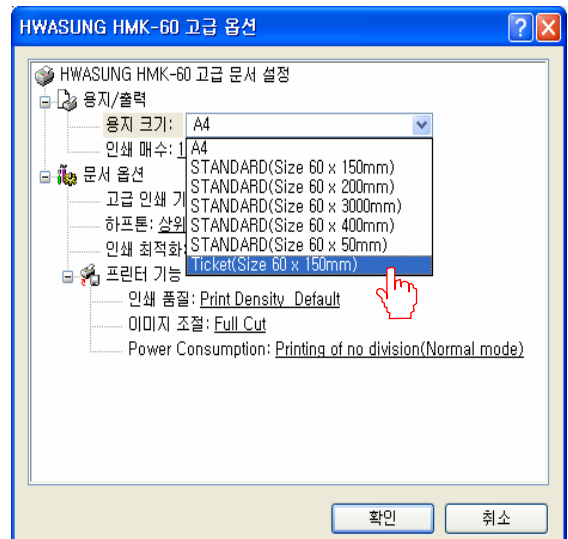 HWASUNG HMK-60 고급 옵션
HWASUNG HMK-60 고급 문서 설정
용지/출력
용지 크기: A4
인쇄 매수: 1
A4
STANDARD(Size 60 x 150mm)
문서 옵션
STANDARD(Size 60 x 200mm)
고급 인쇄 기
STANDARD(Size 60 x 3000mm)
하프톤: 상위
STANDARD(Size 60 x 400mm)
인쇄 최적화:
STANDARD(Size 60 x 50mm)
프린터 기능
Ticket(Size 60 x 150mm)
인쇄 품질: Print Density Default
이미지 조절: Full Cut
Power Consumption: Printing of no division(Normal mode)
확인
취소